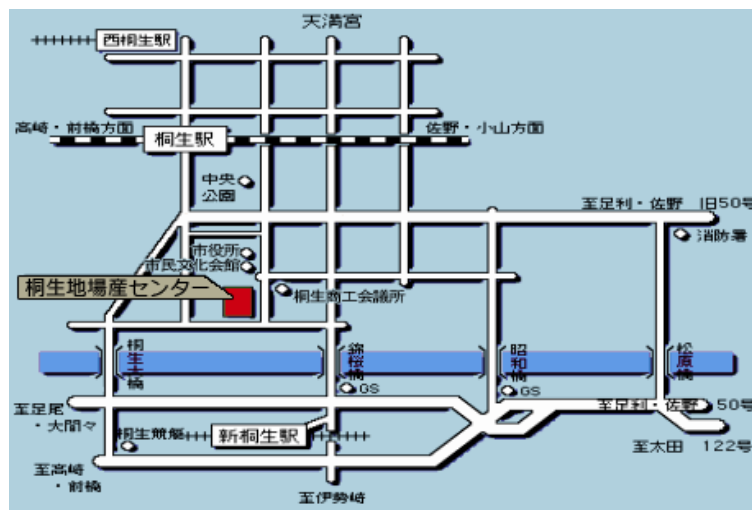 天満宮
西桐生駅
高崎・前橋方面
桐生駅
佐野・小山方面
中央
公園
至足利・佐野 旧50号
消防署
市役所
市民文化会館
桐生地場産センター
桐生商工会議所
桐生大橋
錦桜橋
昭和橋
松原橋
GS
GS
至足尾
・大間々
至足利・佐野 50号
桐生競艇
新桐生駅
至太田 122号
至高崎
・前橋
至伊勢崎